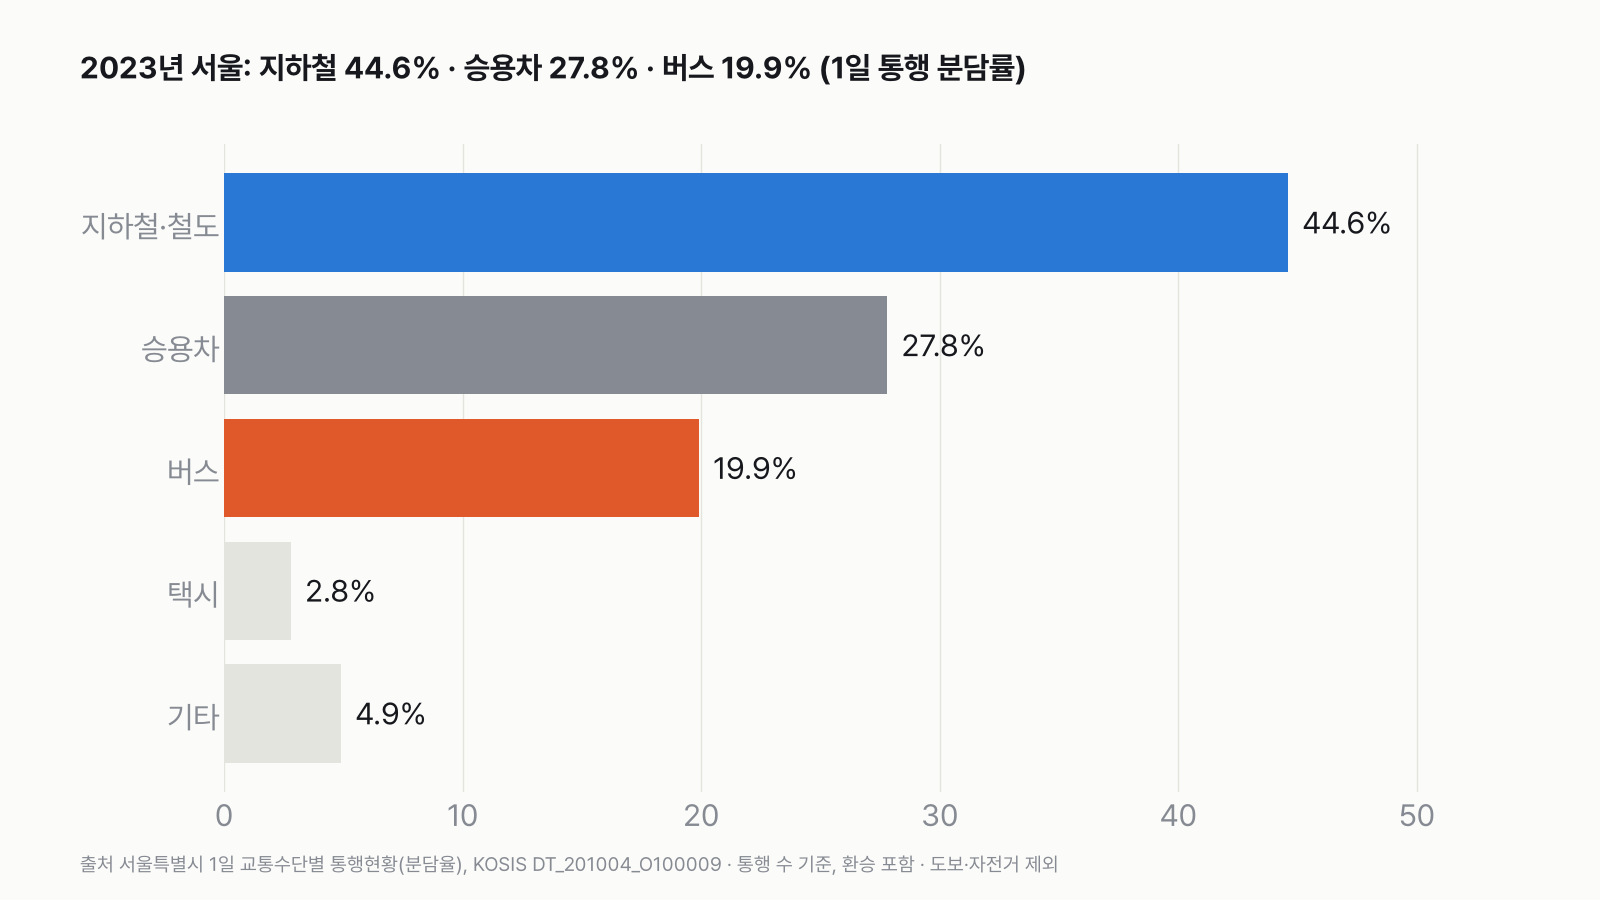 2023년 서울: 지하철 44.6% · 승용차 27.8% · 버스 19.9% (1일 통행 분담률)
지하철·철도 44.6%
승용차 27.8%
버스 19.9%
택시 2.8%
기타 4.9%
0 10 20 30 40 50
출처 서울특별시 1일 교통수단별 통행현황(분담율), KOSIS DT_201004_O100009 · 통행 수 기준, 환승 포함 · 도보·자전거 제외